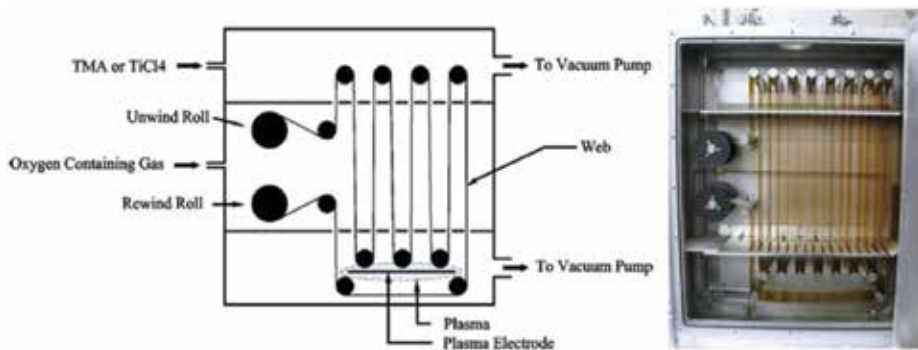 TMA or TiCl4
To Vacuum Pump
Unwind Roll
Web
Oxygen Containing Gas
Rewind Roll
To Vacuum Pump
Plasma
Plasma Electrode